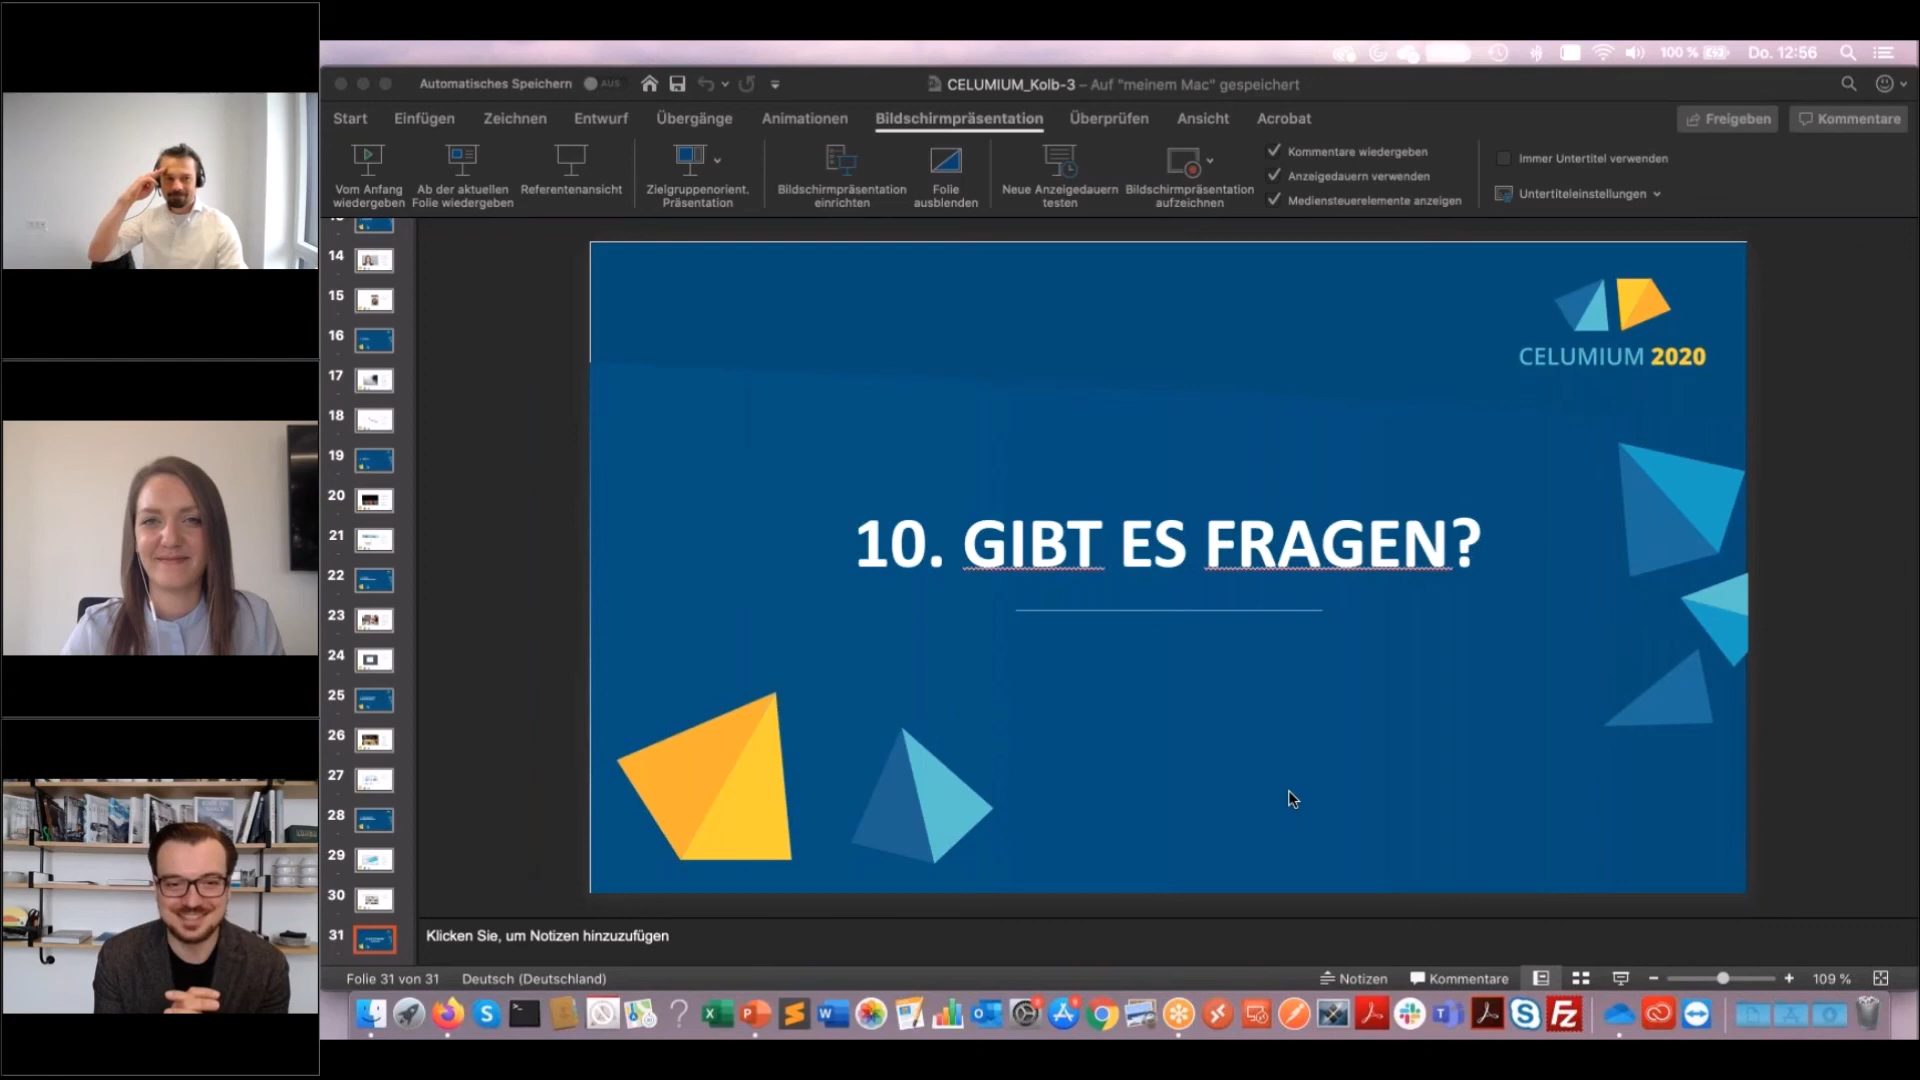 100 %
Do. 12:56
Automatisches Speichern
AUS
CELUMIUM_Kolb-3 – Auf "meinem Mac" gespeichert
Start
Einfügen
Zeichnen
Entwurf
Übergänge
Animationen
Bildschirmpräsentation
Überprüfen
Ansicht
Acrobat
Freigeben
Kommentare
Vom Anfang
wiedergeben
Ab der aktuellen
Folie wiedergeben
Referentenansicht
Zielgruppenorient.
Präsentation
Bildschirmpräsentation
einrichten
Folie
ausblenden
Neue Anzeigedauern
testen
Bildschirmpräsentation
aufzeichnen
Kommentare wiedergeben
Anzeigedauern verwenden
Mediensteuerelemente anzeigen
Immer Untertitel verwenden
Untertiteleinstellungen
14
15
16
17
18
19
20
21
22
23
24
25
26
27
28
29
30
31
CELUMIUM 2020
10. GIBT ES FRAGEN?
Klicken Sie, um Notizen hinzuzufügen
Folie 31 von 31
Deutsch (Deutschland)
Notizen
Kommentare
109 %